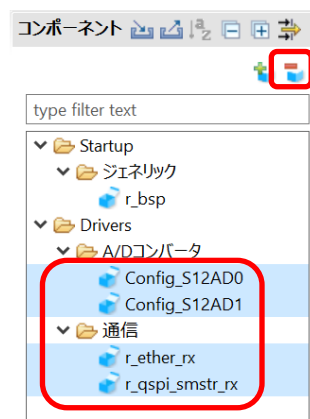 コンポーネント
type filter text
Startup
ジェネリック
r_bsp
Drivers
A/Dコンバータ
Config_S12AD0
Config_S12AD1
通信
r_ether_rx
r_qspi_smstr_rx